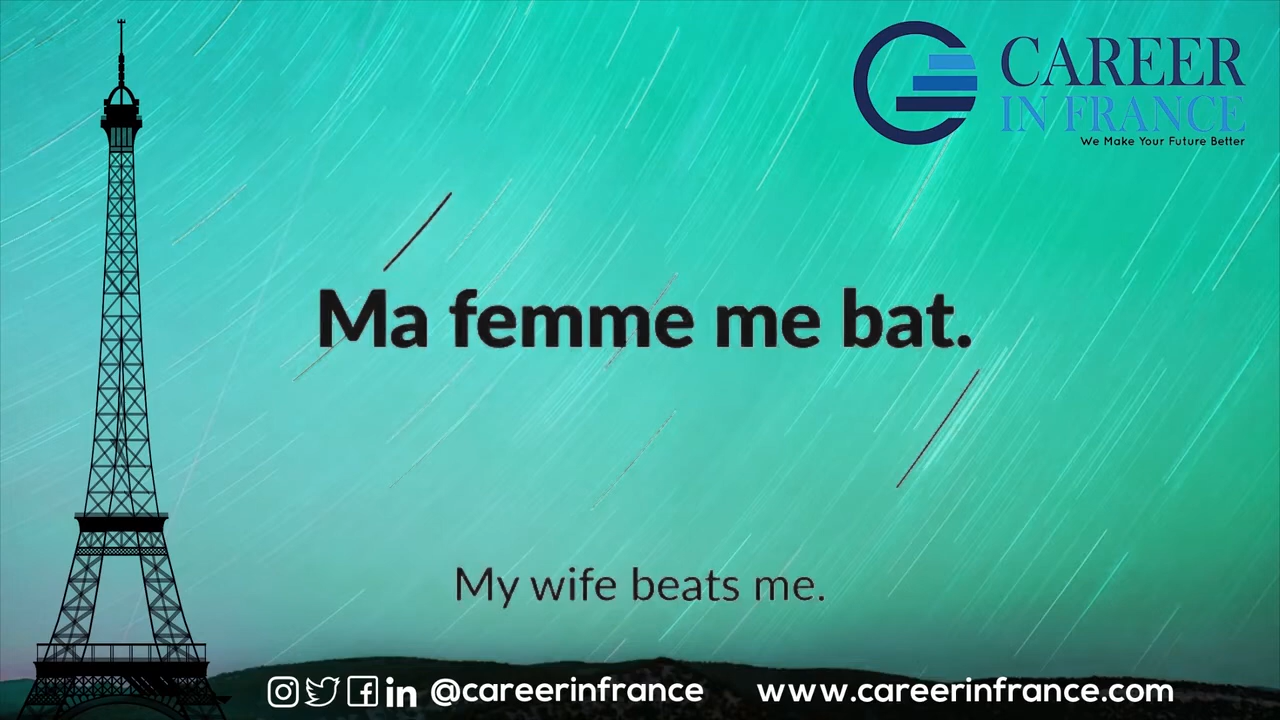 CAREER
IN FRANCE
We Make Your Future Better
Ma femme me bat.
My wife beats me.
@careerinfrance www.careerinfrance.com